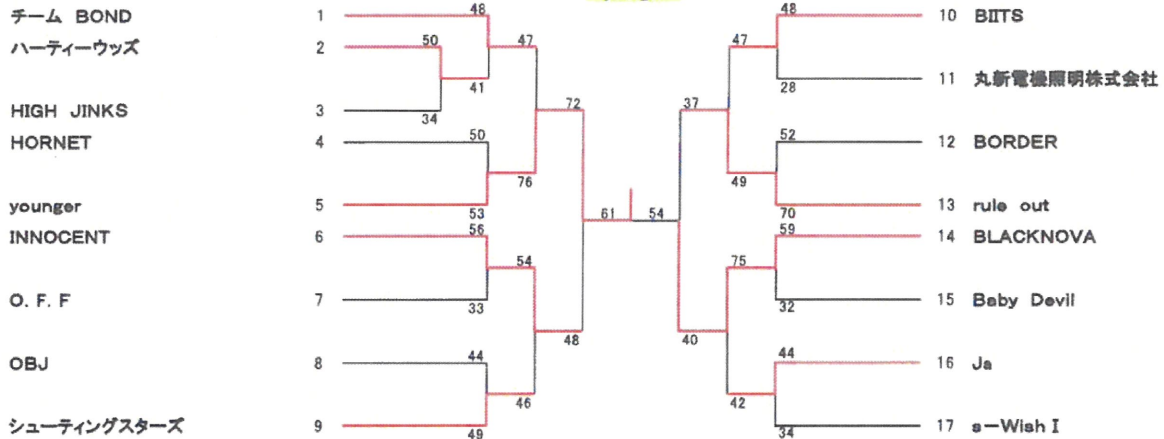 チーム BOND 1 48
ハーティーウッズ 2 50 47
41
HIGH JINKS 3 34 72
HORNET 4 50
76
younger 5 53 61
INNOCENT 6 56
54
O. F. F 7 33
48
OBJ 8 44
46
シューティングスターズ 9 49
48 10 BIITS
47
28 11 丸新電機照明株式会社
37
52 12 BORDER
49
54 70 13 rule out
59 14 BLACKNOVA
75
32 15 Baby Devil
40
44 16 Ja
42
34 17 s－Wish I